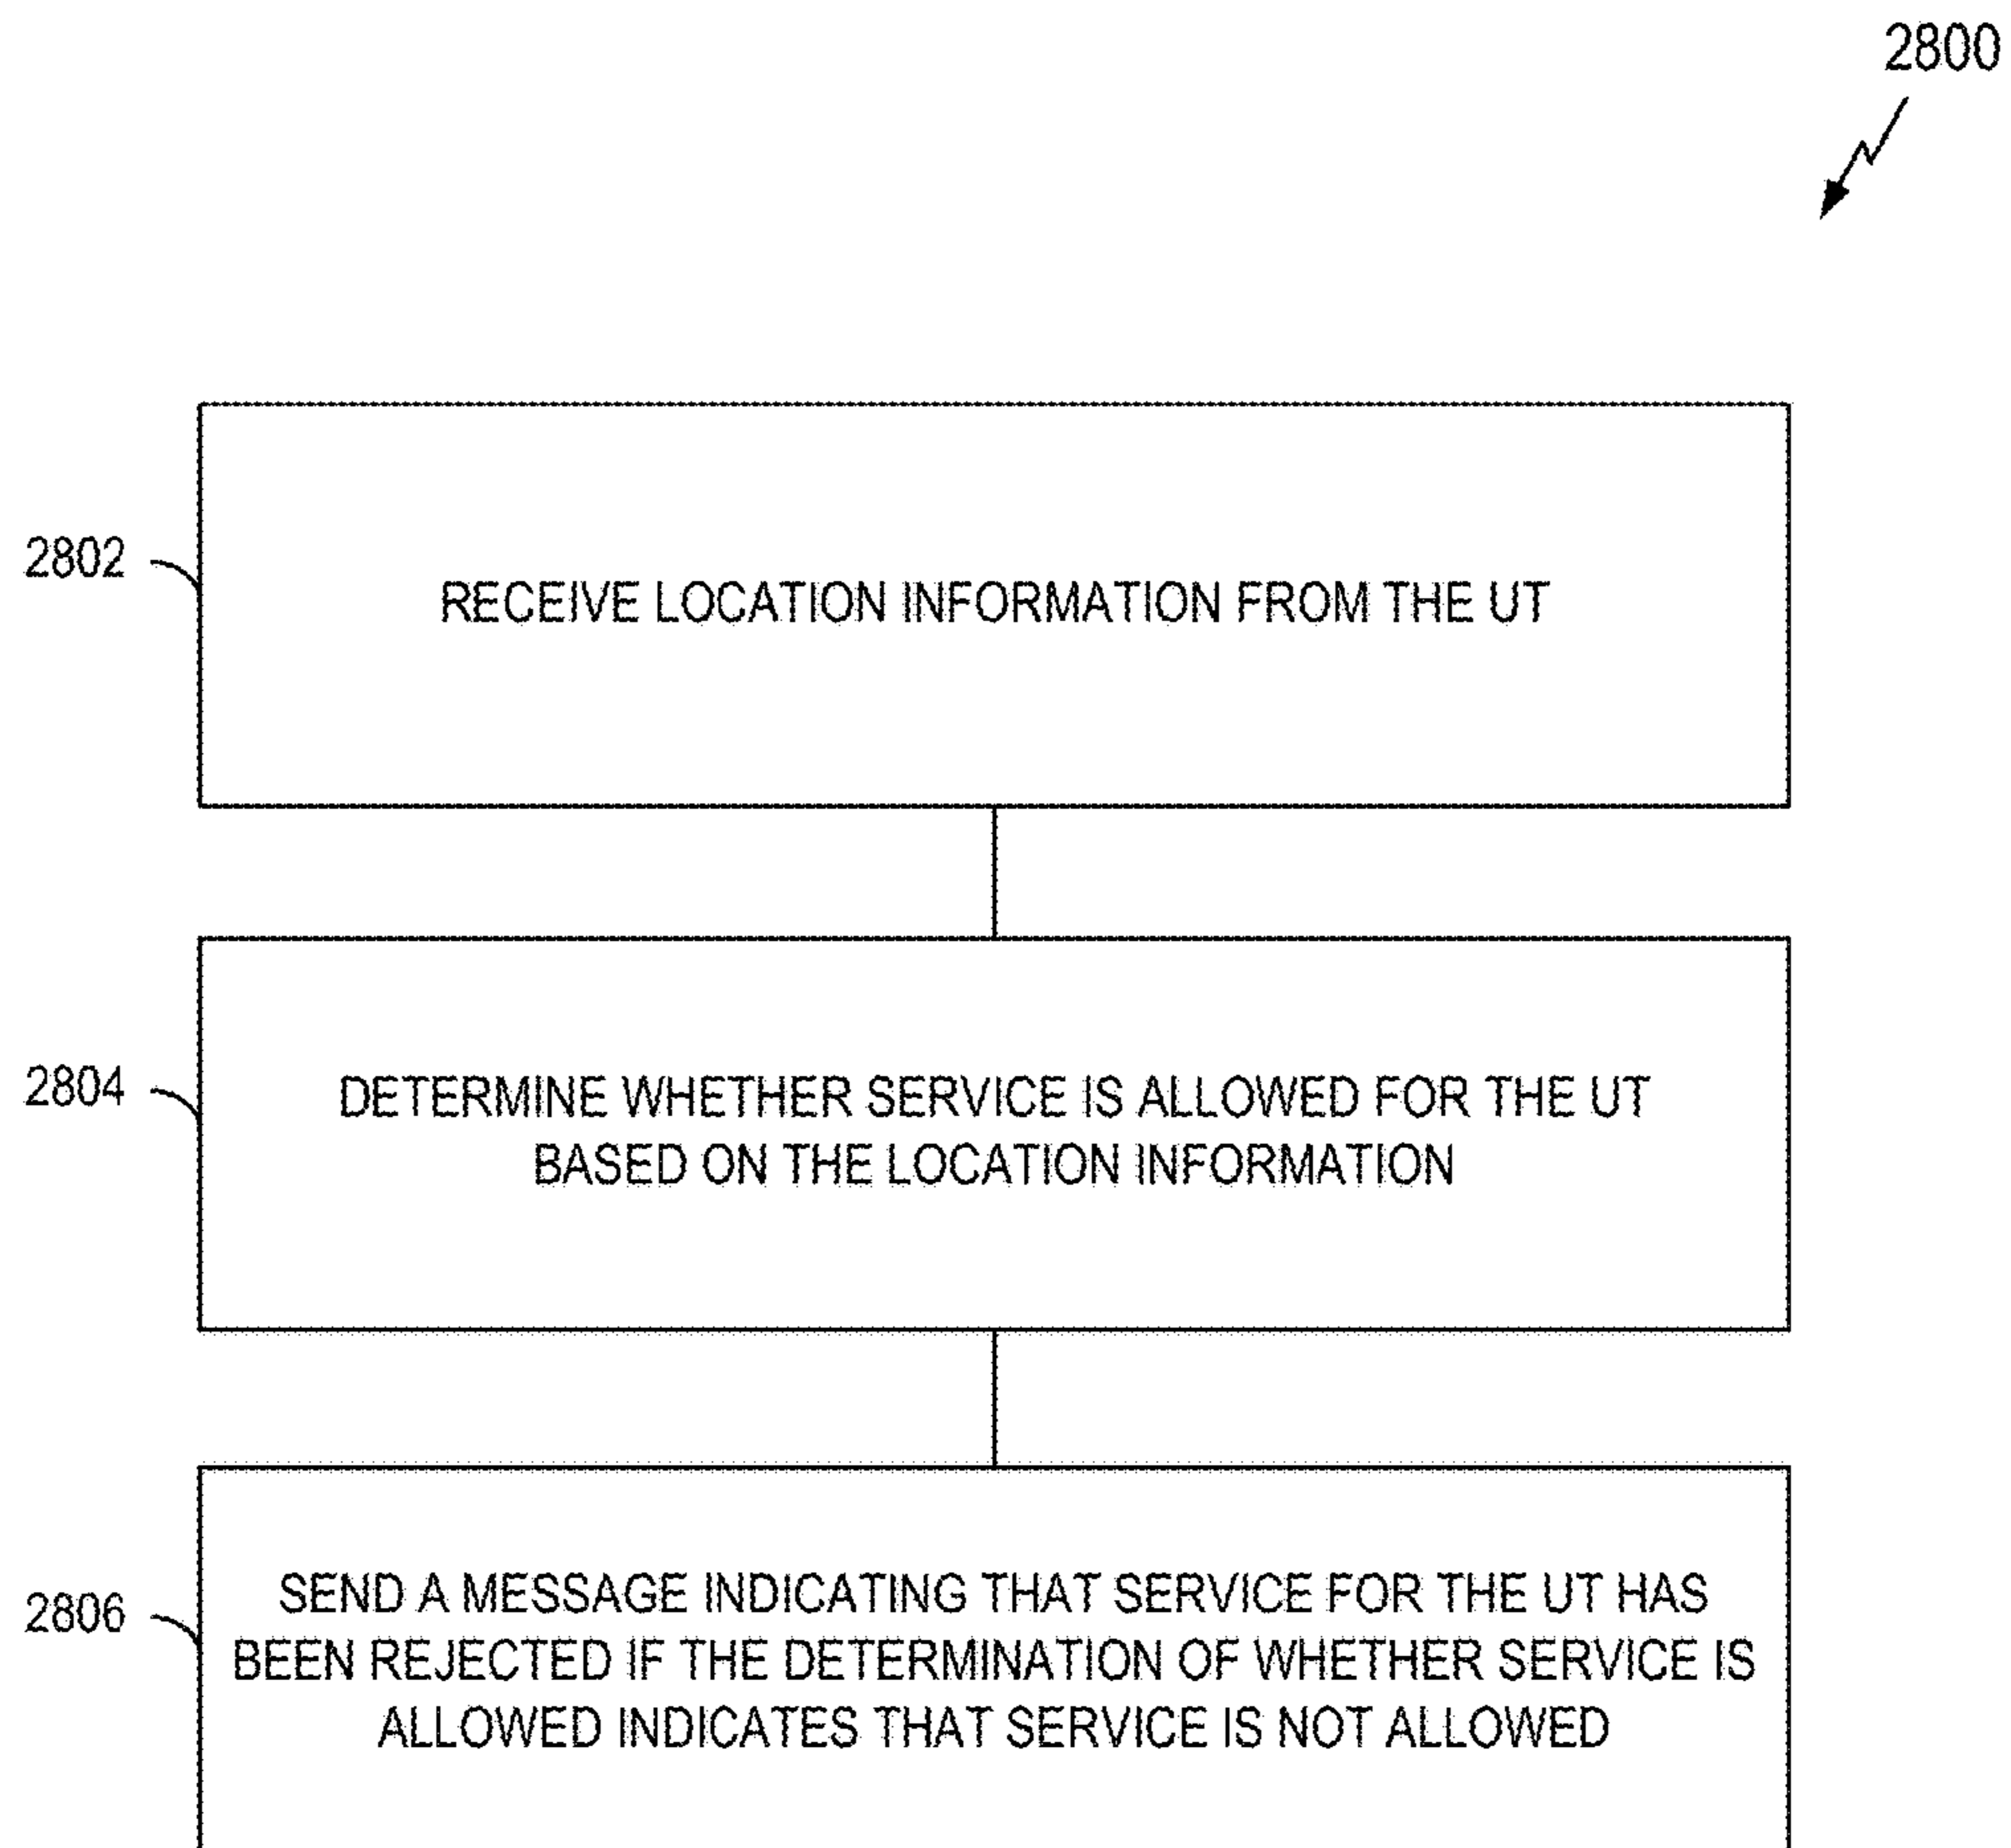 2800
2802
RECEIVE LOCATION INFORMATION FROM THE UT
2804
DETERMINE WHETHER SERVICE IS ALLOWED FOR THE UT
BASED ON THE LOCATION INFORMATION
2806
SEND A MESSAGE INDICATING THAT SERVICE FOR THE UT HAS
BEEN REJECTED IF THE DETERMINATION OF WHETHER SERVICE IS
ALLOWED INDICATES THAT SERVICE IS NOT ALLOWED